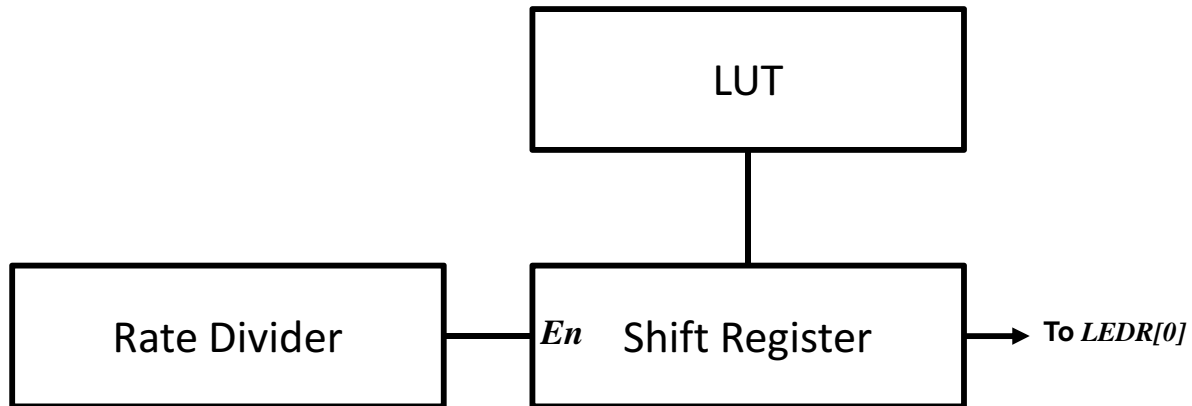 LUT
Rate Divider
En
Shift Register
To LEDR[0]